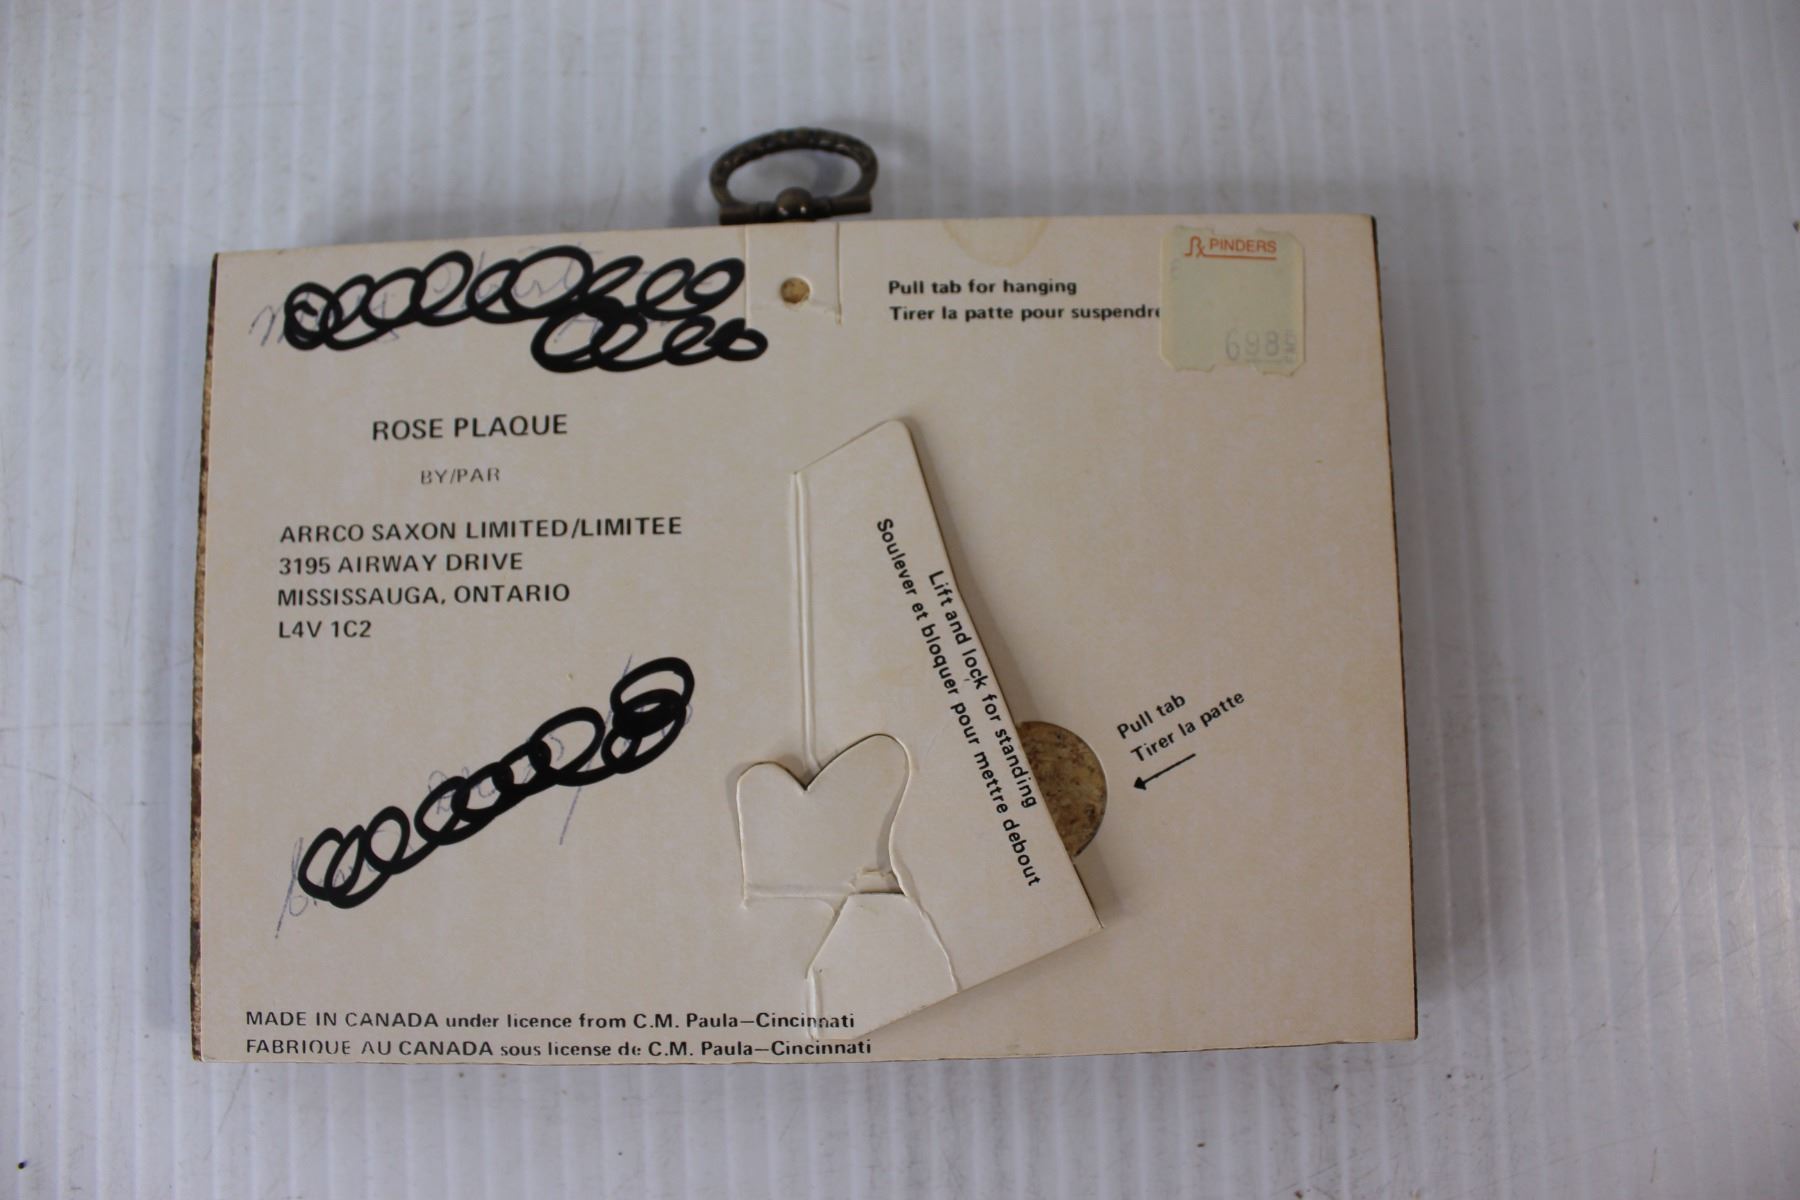 Pull tab for hanging
Tirer la patte pour suspendre
℞ PINDERS
698
ROSE PLAQUE
BY/PAR
ARRCO SAXON LIMITED/LIMITEE
3195 AIRWAY DRIVE
MISSISSAUGA, ONTARIO
L4V 1C2
Lift and lock for standing
Soulever et bloquer pour mettre debout
Pull tab
Tirer la patte
MADE IN CANADA under licence from C.M. Paula—Cincinnati
FABRIQUE AU CANADA sous license de C.M. Paula—Cincinnati